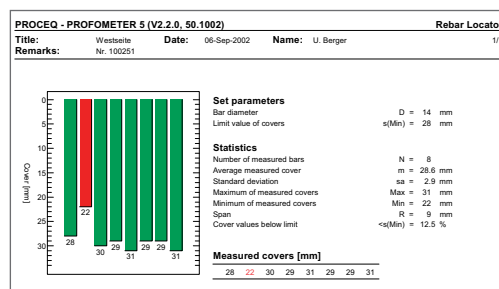 PROCEQ - PROFOMETER 5 (V2.2.0, 50.1002) Rebar Locato
Title: Westseite Date: 06-Sep-2002 Name: U. Berger 1/
Remarks: Nr. 100251
0
5
10
15
20
25
30
Cover [mm]
28 22 30 29 31 29 29 31
Set parameters
Bar diameter D = 14 mm
Limit value of covers s(Min) = 28 mm
Statistics
Number of measured bars N = 8
Average measured cover m = 28.6 mm
Standard deviation sa = 2.9 mm
Maximum of measured covers Max = 31 mm
Minimum of measured covers Min = 22 mm
Span R = 9 mm
Cover values below limit <s(Min) = 12.5 %
Measured covers [mm]
28 22 30 29 31 29 29 31